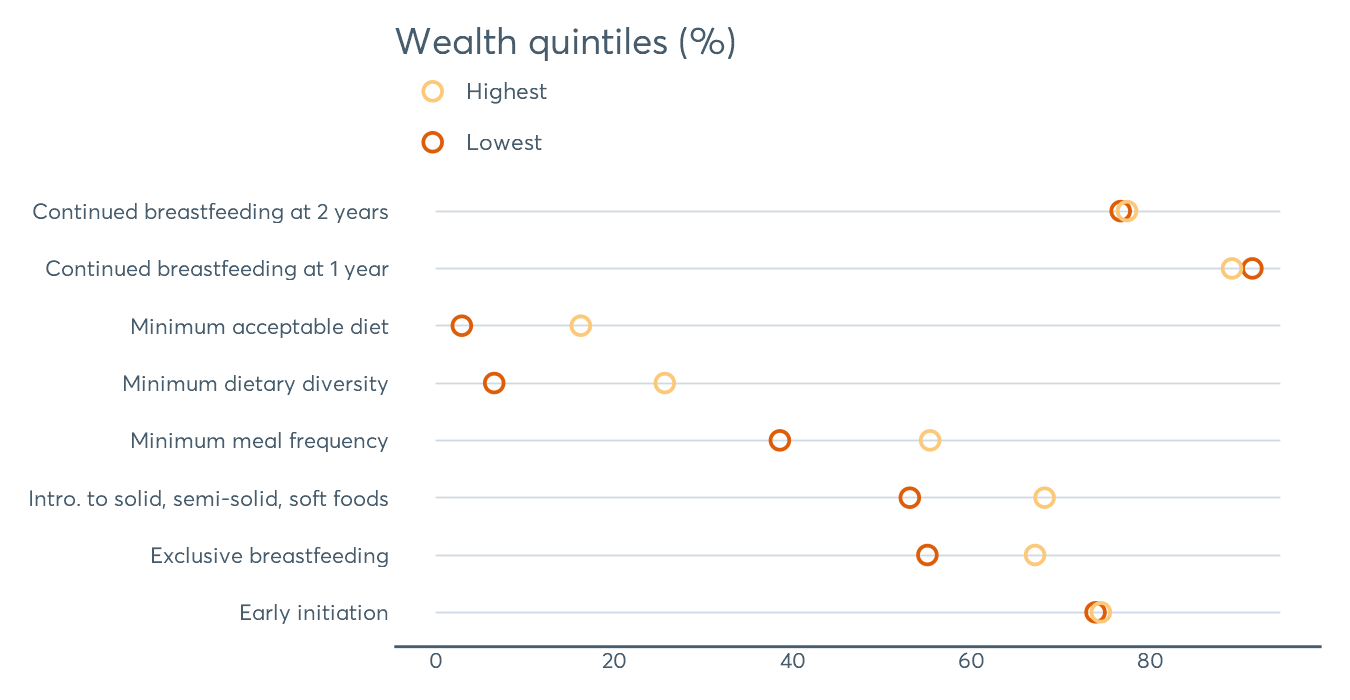 Wealth quintiles (%)
Highest
Lowest
Continued breastfeeding at 2 years
Continued breastfeeding at 1 year
Minimum acceptable diet
Minimum dietary diversity
Minimum meal frequency
Intro. to solid, semi-solid, soft foods
Exclusive breastfeeding
Early initiation
0 20 40 60 80